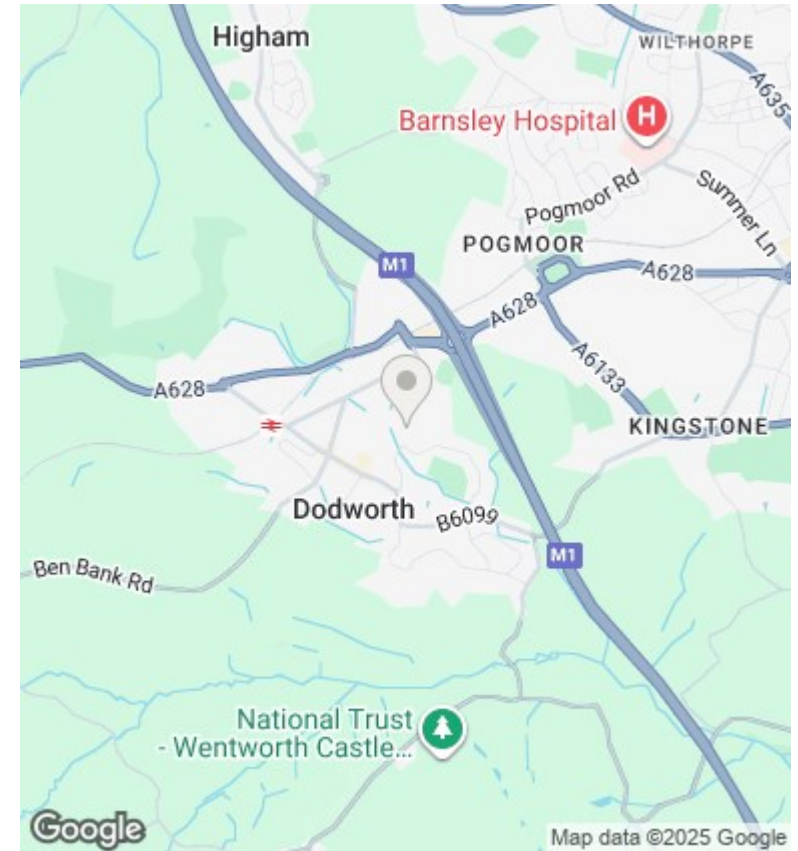 Higham
WILTHORPE
A635
Barnsley Hospital
H
Pogmoor Rd
Summer Ln
POGMOOR
M1
A628
A628
A6133
A628
KINGSTONE
Dodworth
B6099
M1
Ben Bank Rd
National Trust
- Wentworth Castle...
Google
Map data ©2025 Google